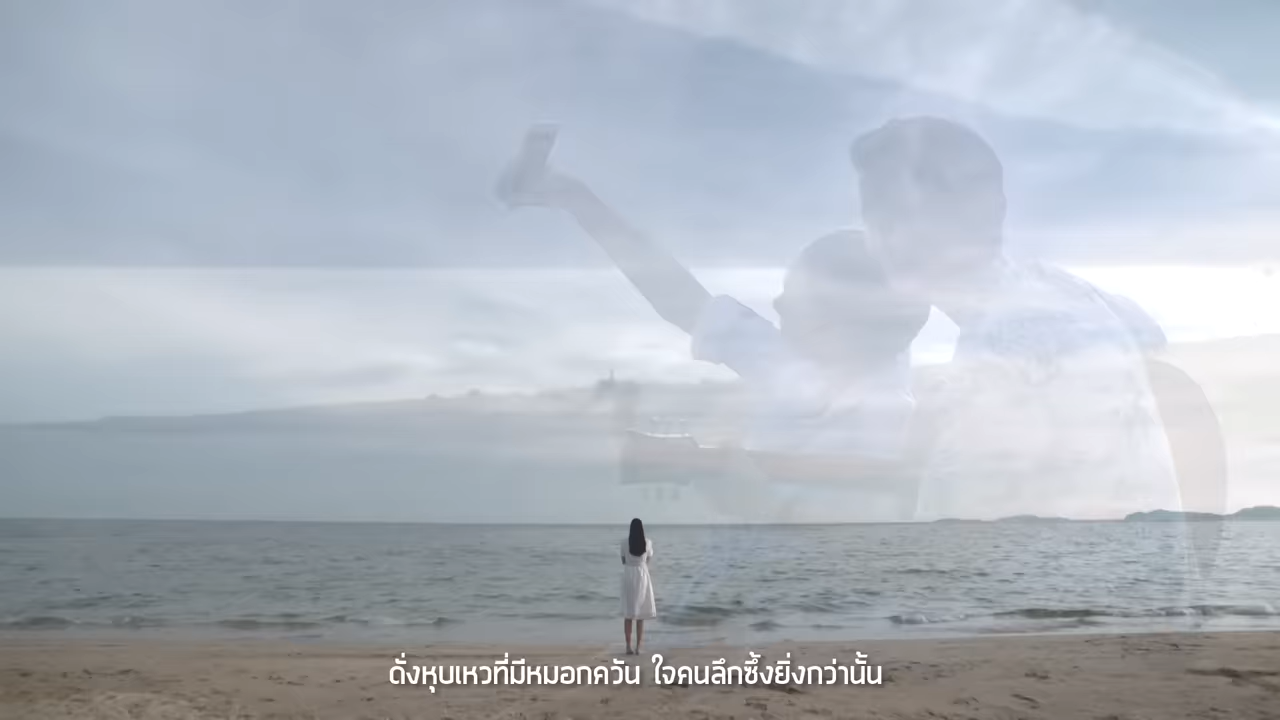 ดั่งหุบเหวที่มีหมอกควัน ใจคนลึกซึ้งยิ่งกว่านั้น